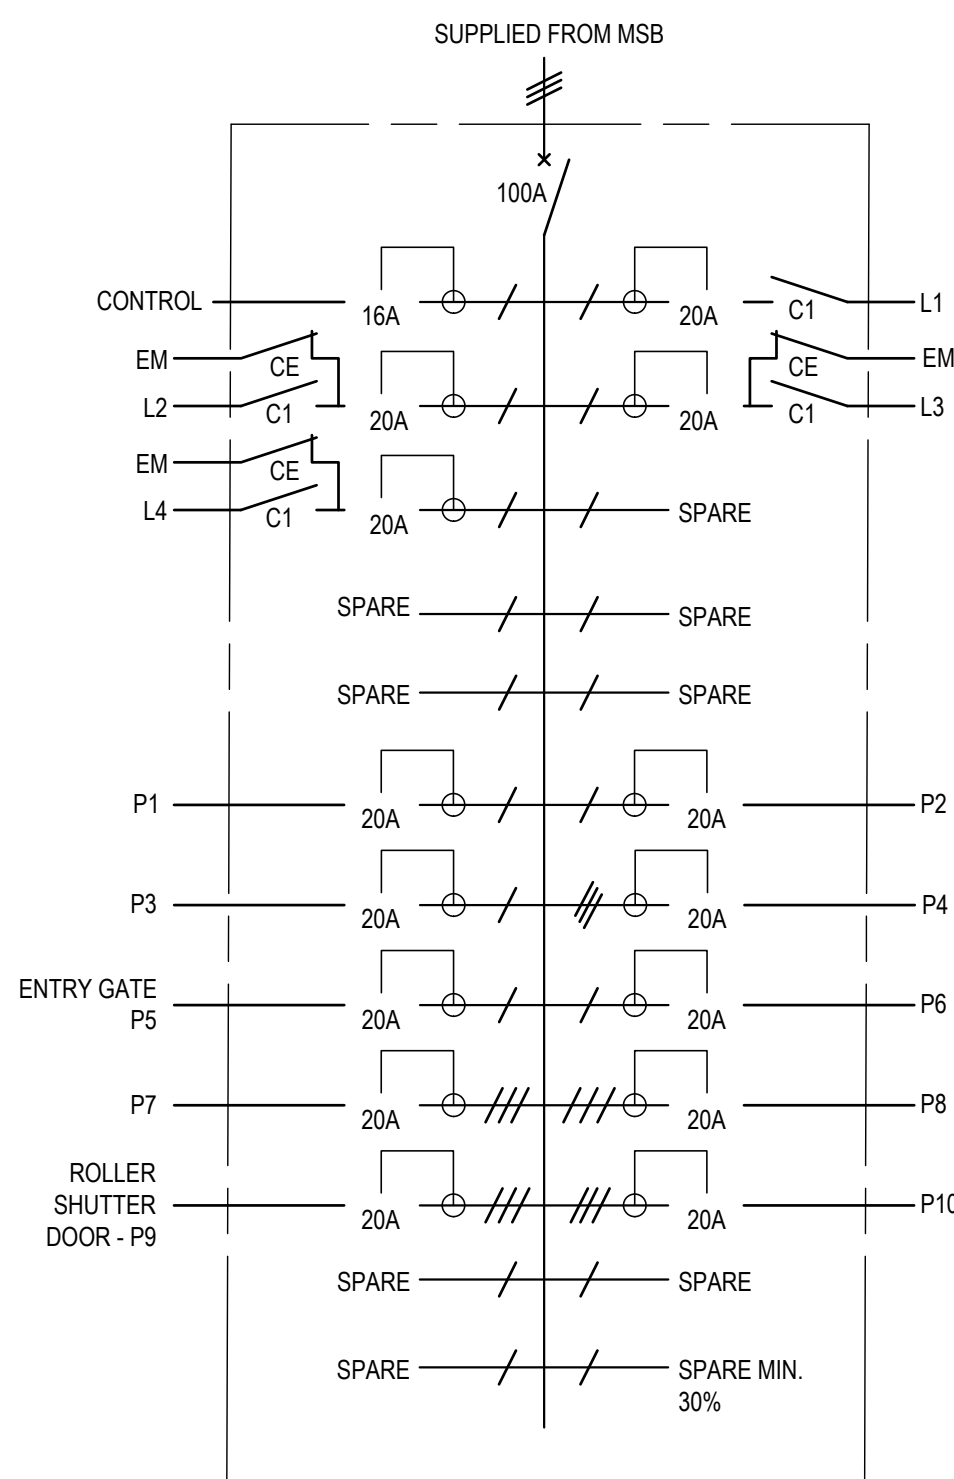 SUPPLIED FROM MSB
100A
CONTROL 16A 20A C1 L1
EM CE CE EM
L2 C1 20A 20A C1 L3
EM CE
L4 C1 20A SPARE
SPARE SPARE
SPARE SPARE
P1 20A 20A P2
P3 20A 20A P4
ENTRY GATE
P5 20A 20A P6
P7 20A 20A P8
ROLLER
SHUTTER
DOOR - P9 20A 20A P10
SPARE SPARE
SPARE SPARE MIN.
30%